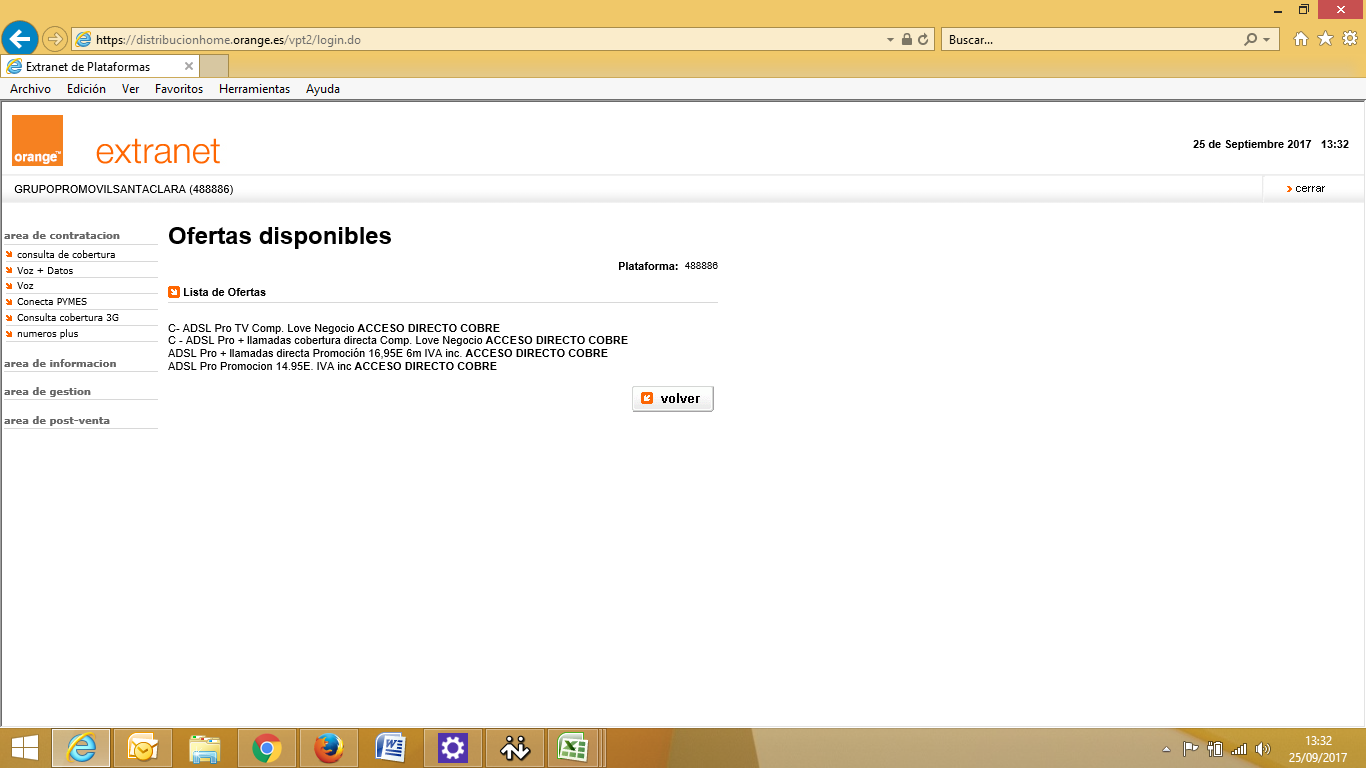 https://distribucionhome.orange.es/vpt2/login.do
Buscar...
Extranet de Plataformas
Archivo Edición Ver Favoritos Herramientas Ayuda
orange™
extranet
25 de Septiembre 2017 13:32
GRUPOPROMOVILSANTACLARA (488886)
cerrar
area de contratacion
consulta de cobertura
Voz + Datos
Voz
Conecta PYMES
Consulta cobertura 3G
numeros plus
area de informacion
area de gestion
area de post-venta
Ofertas disponibles
Plataforma: 488886
Lista de Ofertas
C- ADSL Pro TV Comp. Love Negocio ACCESO DIRECTO COBRE
C - ADSL Pro + llamadas cobertura directa Comp. Love Negocio ACCESO DIRECTO COBRE
ADSL Pro + llamadas directa Promoción 16,95E 6m IVA inc. ACCESO DIRECTO COBRE
ADSL Pro Promocion 14.95E. IVA inc ACCESO DIRECTO COBRE
volver
13:32
25/09/2017